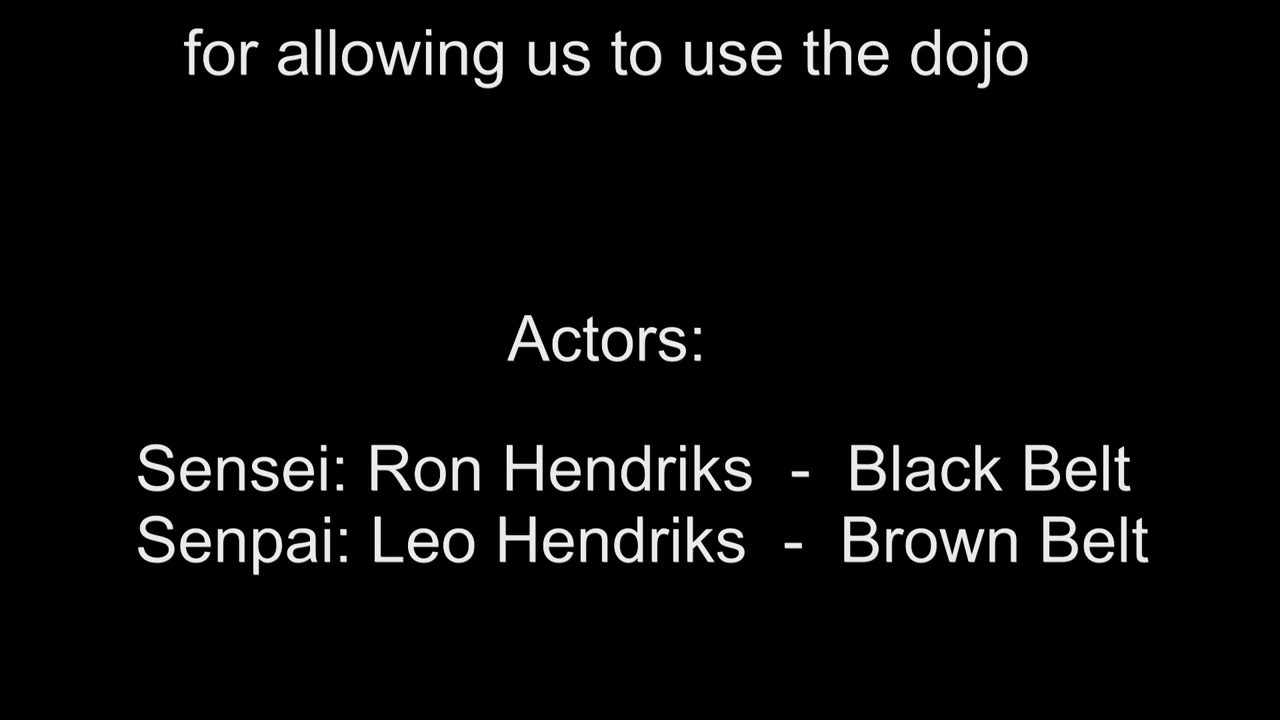 for allowing us to use the dojo
Actors:
Sensei: Ron Hendriks - Black Belt
Senpai: Leo Hendriks - Brown Belt